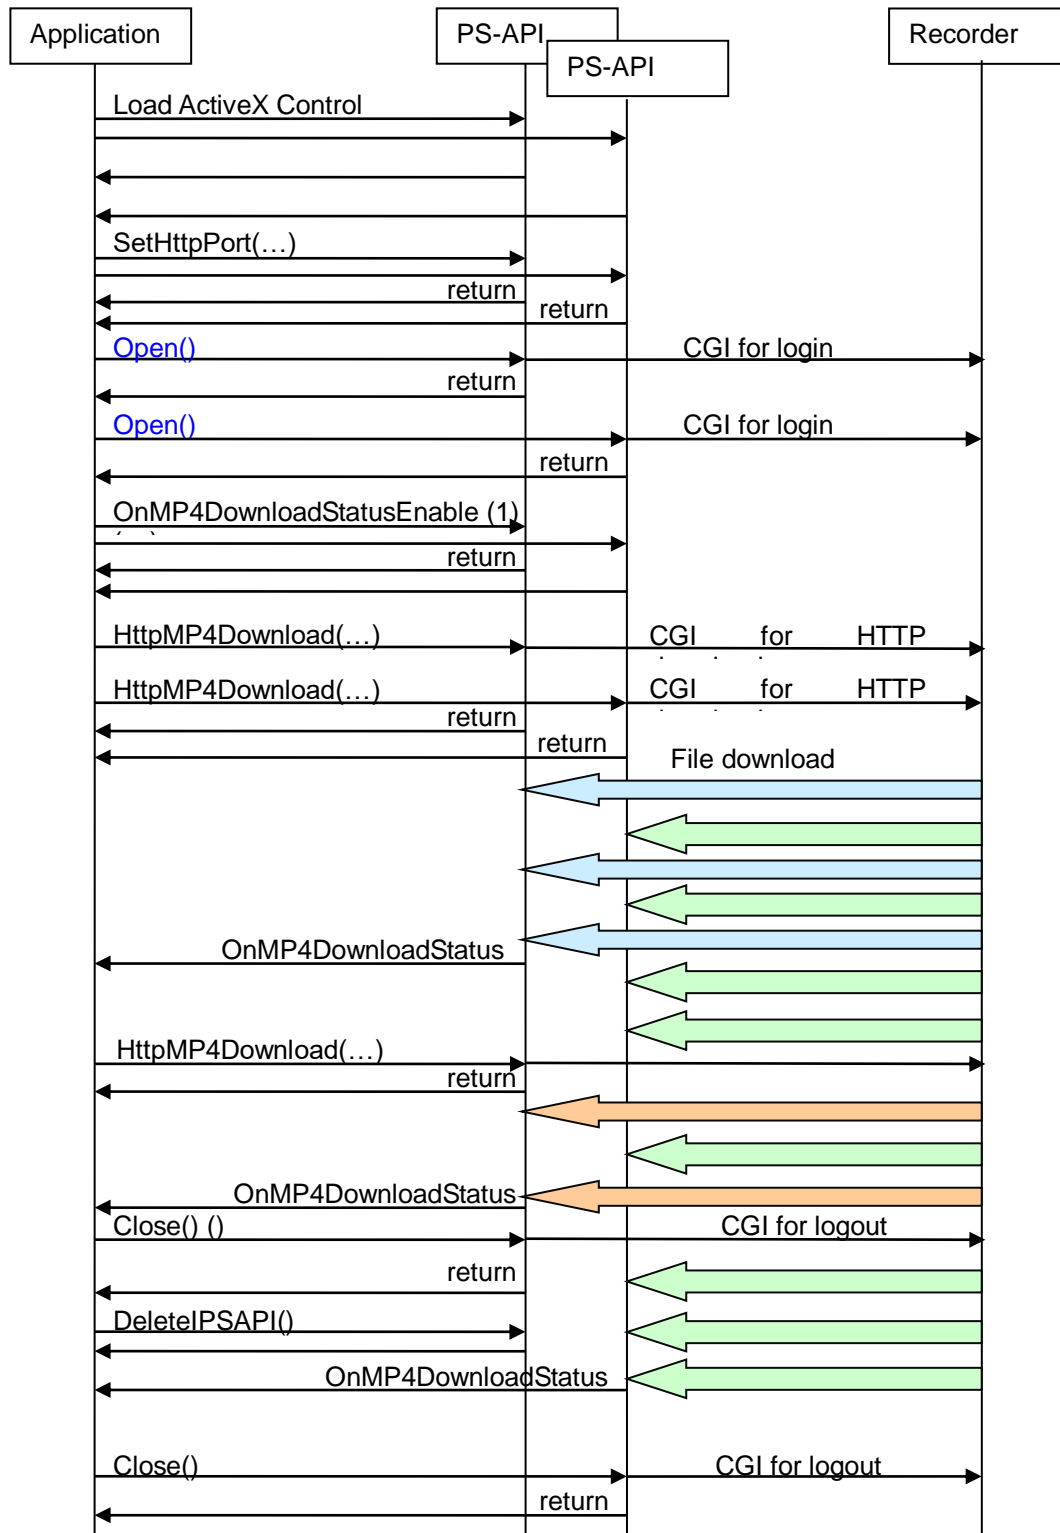 Application
PS-API
Recorder
PS-API
Load ActiveX Control
SetHttpPort(…)
return
return
Open()
CGI for login
return
Open()
CGI for login
return
OnMP4DownloadStatusEnable (1)
return
HttpMP4Download(…)
CGI for HTTP
HttpMP4Download(…)
CGI for HTTP
return
return
File download
OnMP4DownloadStatus
HttpMP4Download(…)
return
OnMP4DownloadStatus
Close() ()
CGI for logout
return
DeleteIPSAPI()
OnMP4DownloadStatus
Close()
CGI for logout
return